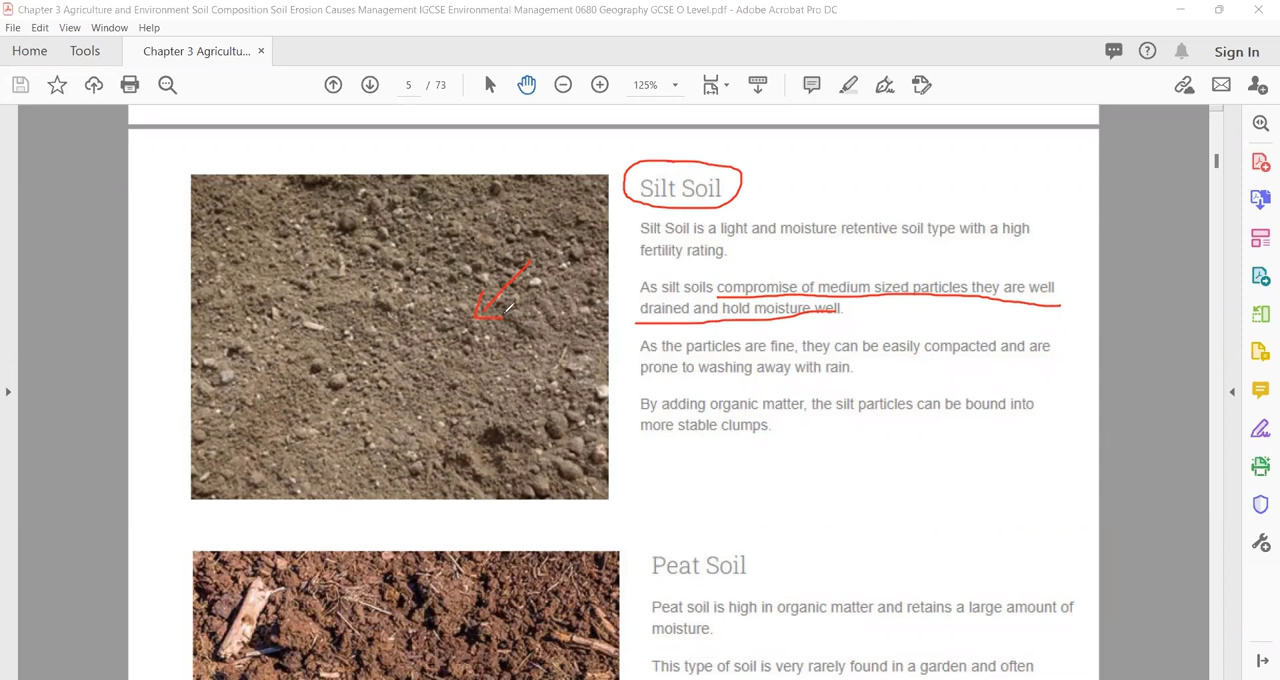 Chapter 3 Agriculture and Environment Soil Composition Soil Erosion Causes Management IGCSE Environmental Management 0680 Geography GCSE O Level.pdf - Adobe Acrobat Pro DC
File Edit View Window Help
Home Tools Chapter 3 Agricultu... × Sign In
5 / 73 125%
Silt Soil
Silt Soil is a light and moisture retentive soil type with a high
fertility rating.
As silt soils compromise of medium sized particles they are well
drained and hold moisture well.
As the particles are fine, they can be easily compacted and are
prone to washing away with rain.
By adding organic matter, the silt particles can be bound into
more stable clumps.
Peat Soil
Peat soil is high in organic matter and retains a large amount of
moisture.
This type of soil is very rarely found in a garden and often